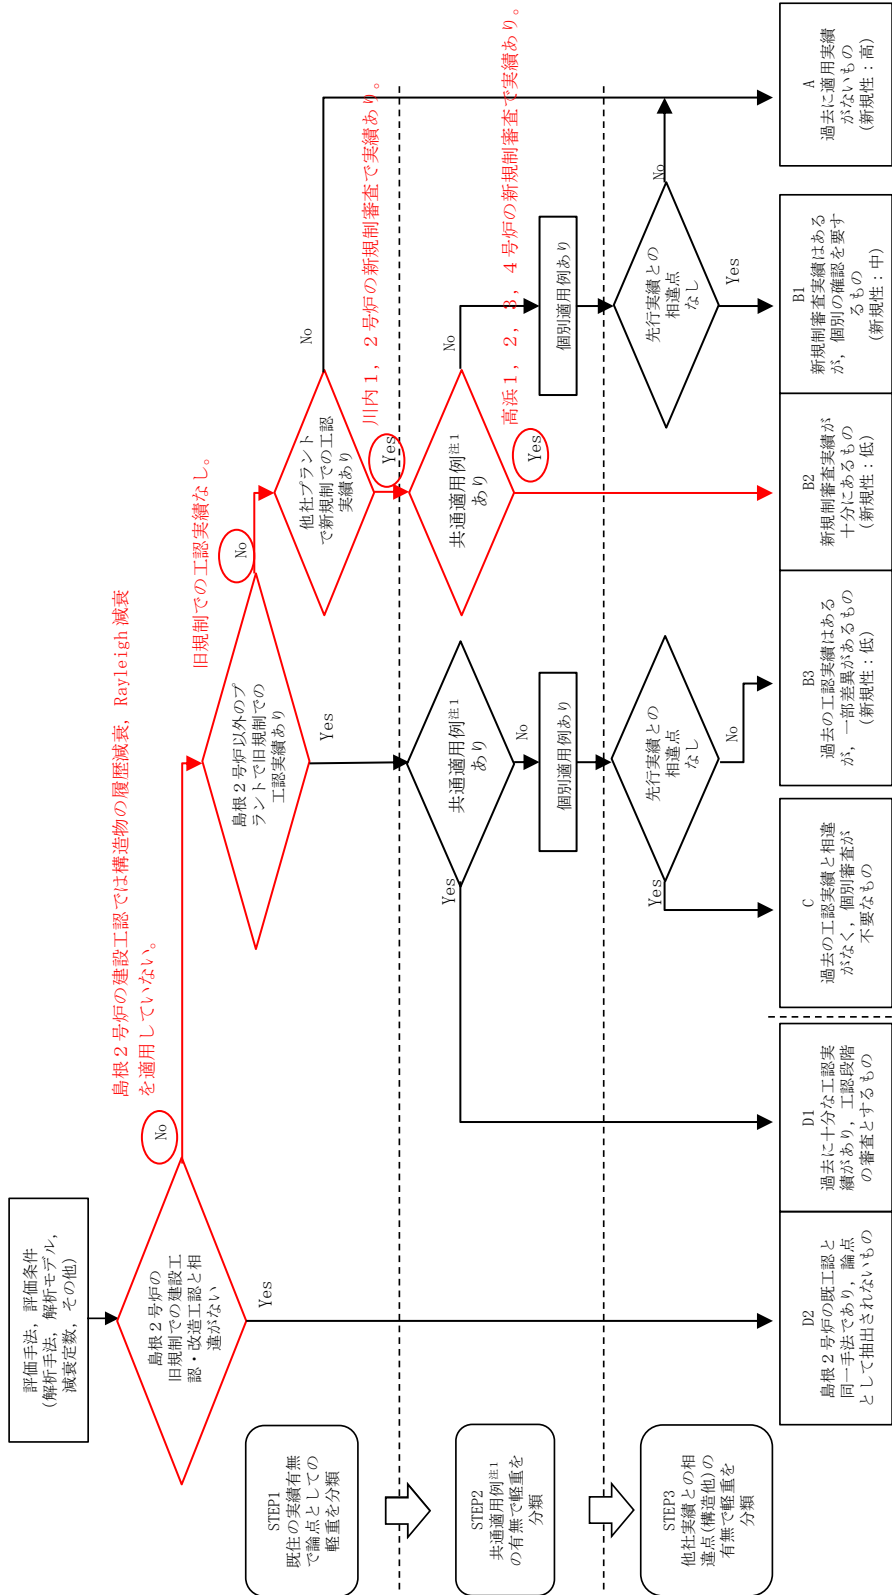 評価手法，評価条件
(解析手法，解析モデル，
減衰定数，その他)
島根２号炉の
旧規制での建設工
認・改造工認と相
違がない
No
Yes
島根２号炉の建設工認では構造物の履歴減衰，Rayleigh 減衰
を適用していない。
島根２号炉以外のプ
ラントで旧規制での
工認実績あり
No
Yes
旧規制での工認実績なし。
他社プラント
で新規制での工認
実績あり
No
Yes
川内１，２号炉の新規制審査で実績あり。
STEP1
既往の実績有無
で論点としての
軽重を分類
STEP2
共通適用例注1
の有無で軽重を
分類
STEP3
他社実績との相
違点(構造他)の
有無で軽重を
分類
共通適用例注1
あり
Yes
No
個別適用例あり
先行実績との
相違点
なし
Yes
No
共通適用例注1
あり
No
Yes
高浜１，２，３，４号炉の新規制審査で実績あり。
個別適用例あり
先行実績との
相違点
なし
No
Yes
D2
島根２号炉の既工認と
同一手法であり，論点
として抽出されないもの
D1
過去に十分な工認実
績があり，工認段階
の審査とするもの
C
過去の工認実績と相違
がなく，個別審査が
不要なもの
B3
過去の工認実績はある
が，一部差異があるもの
(新規性：低)
B2
新規制審査実績が
十分にあるもの
(新規性：低)
B1
新規制審査実績はある
が，個別の確認を要す
るもの
(新規性：中)
A
過去に適用実績
がないもの
(新規性：高)